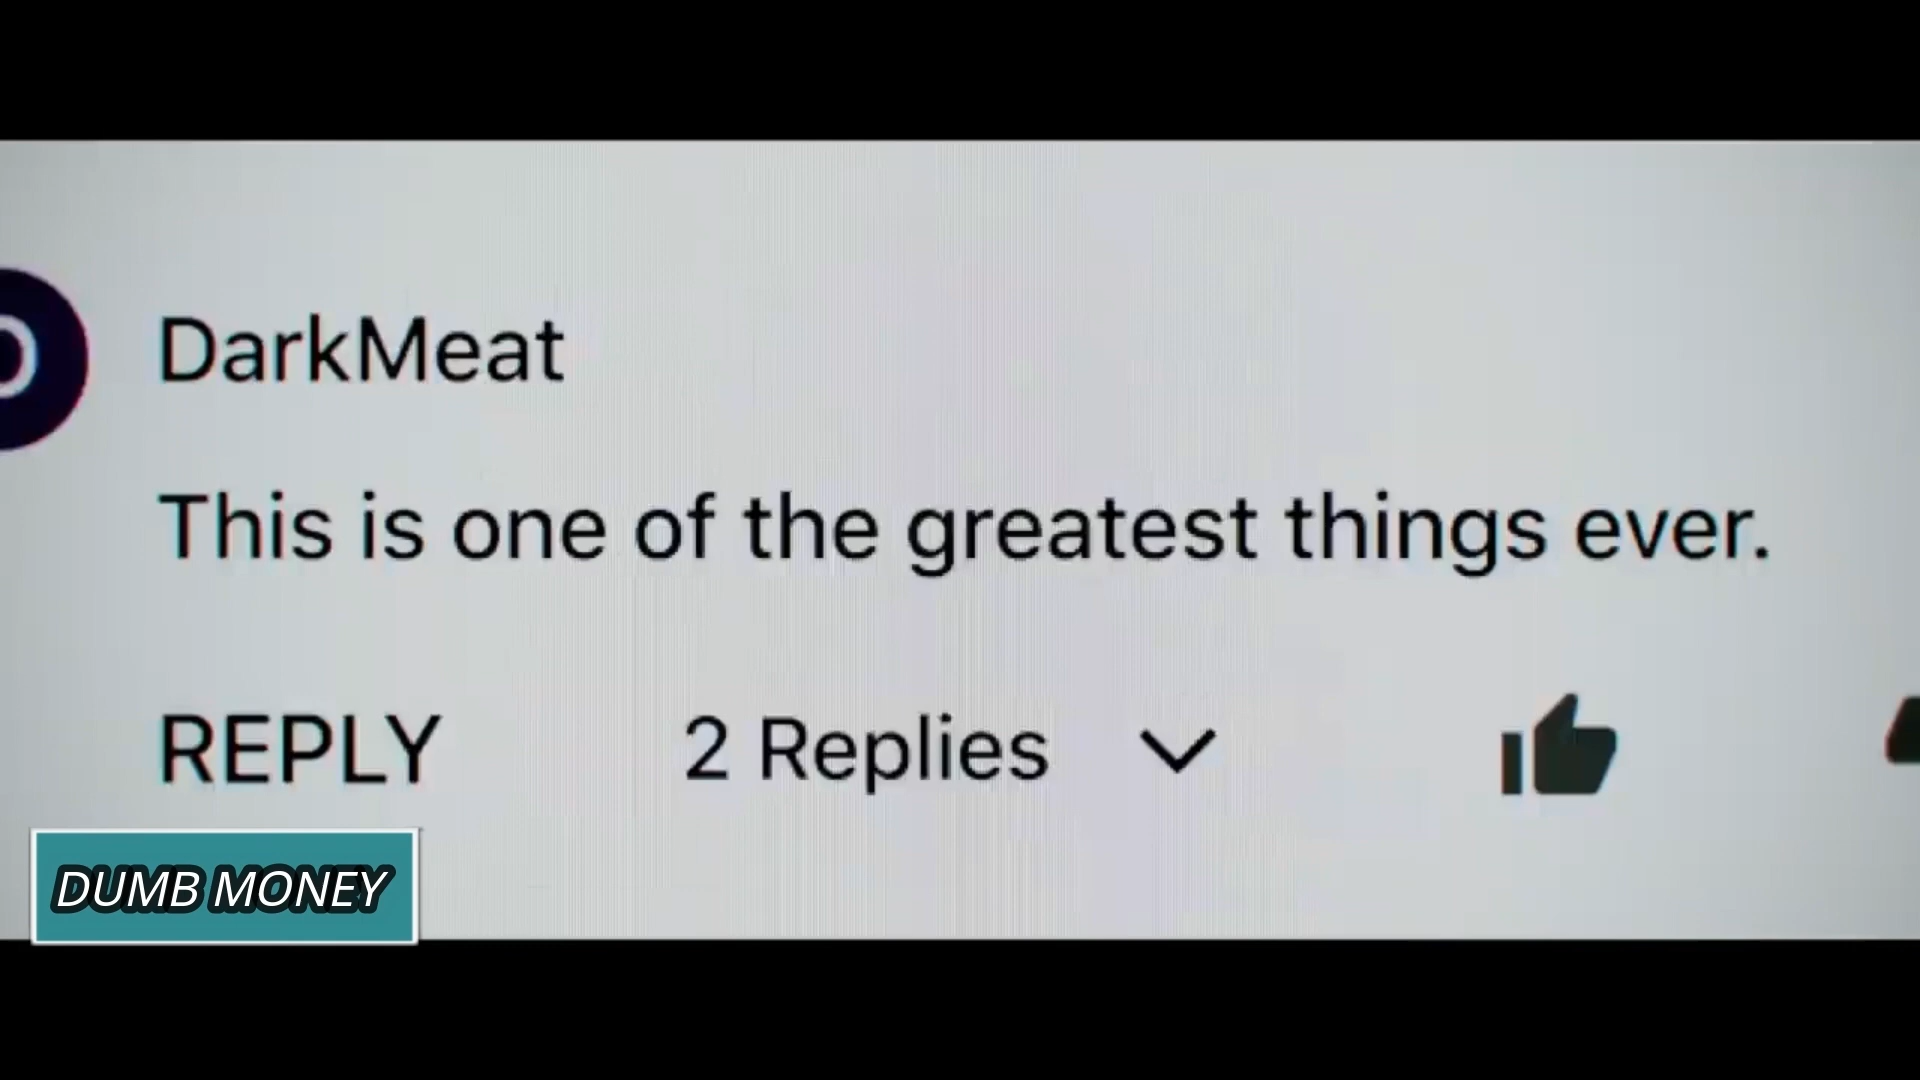 DarkMeat
This is one of the greatest things ever.
REPLY 2 Replies
DUMB MONEY